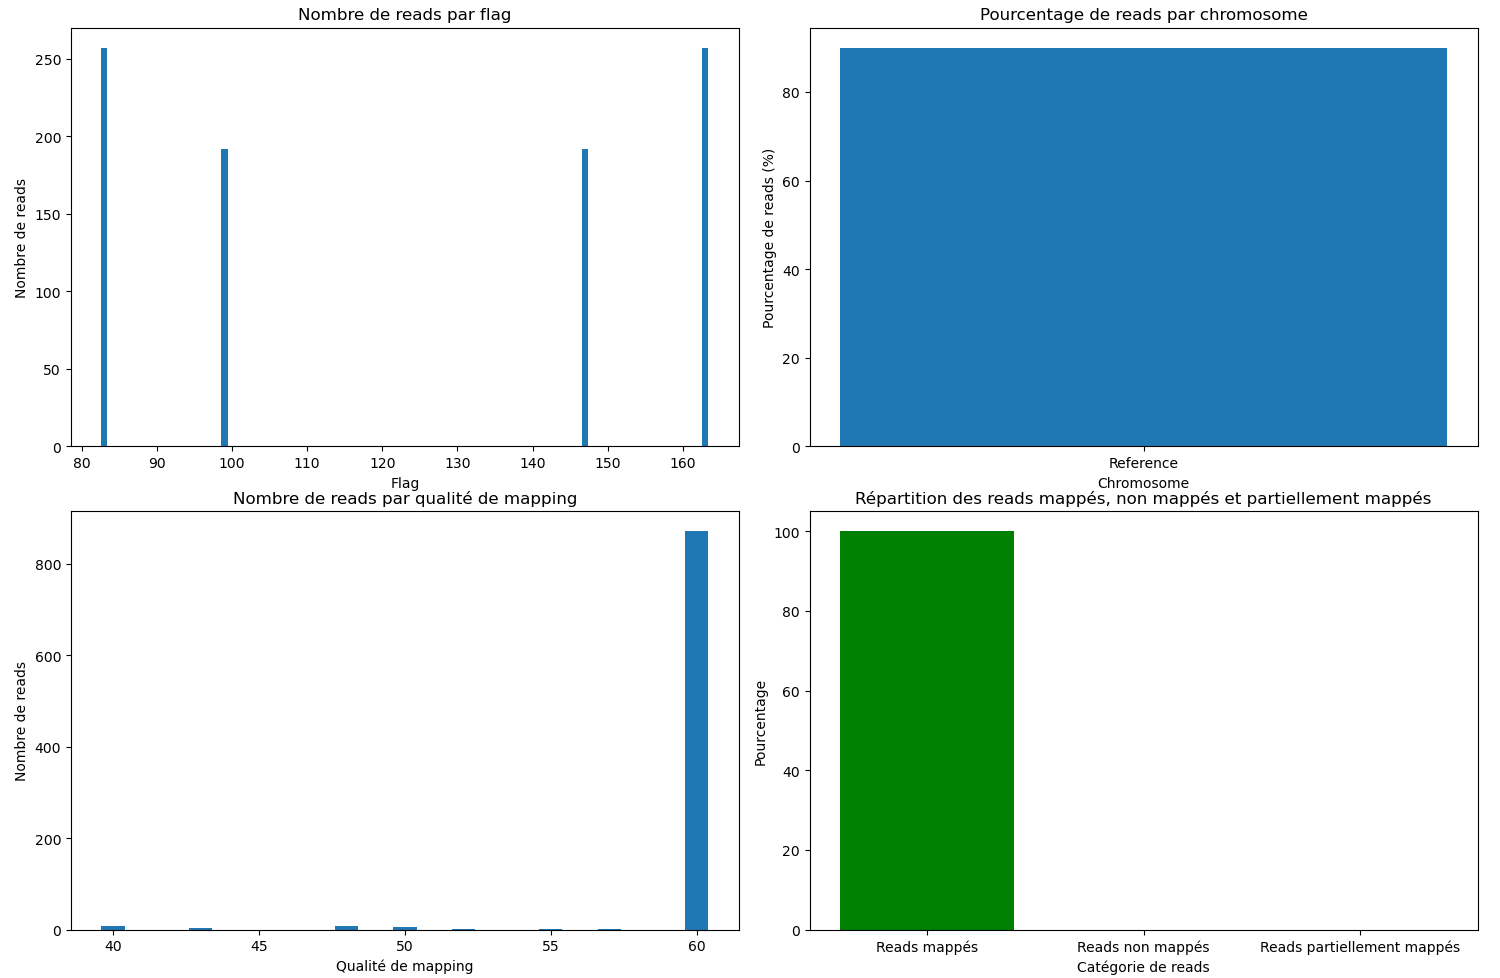 Nombre de reads par flag
250
200
150
100
50
0
Nombre de reads
80 90 100 110 120 130 140 150 160
Flag
Pourcentage de reads par chromosome
80
60
40
20
0
Pourcentage de reads (%)
Reference
Chromosome
Nombre de reads par qualité de mapping
800
600
400
200
0
Nombre de reads
40 45 50 55 60
Qualité de mapping
Répartition des reads mappés, non mappés et partiellement mappés
100
80
60
40
20
0
Pourcentage
Reads mappés Reads non mappés Reads partiellement mappés
Catégorie de reads